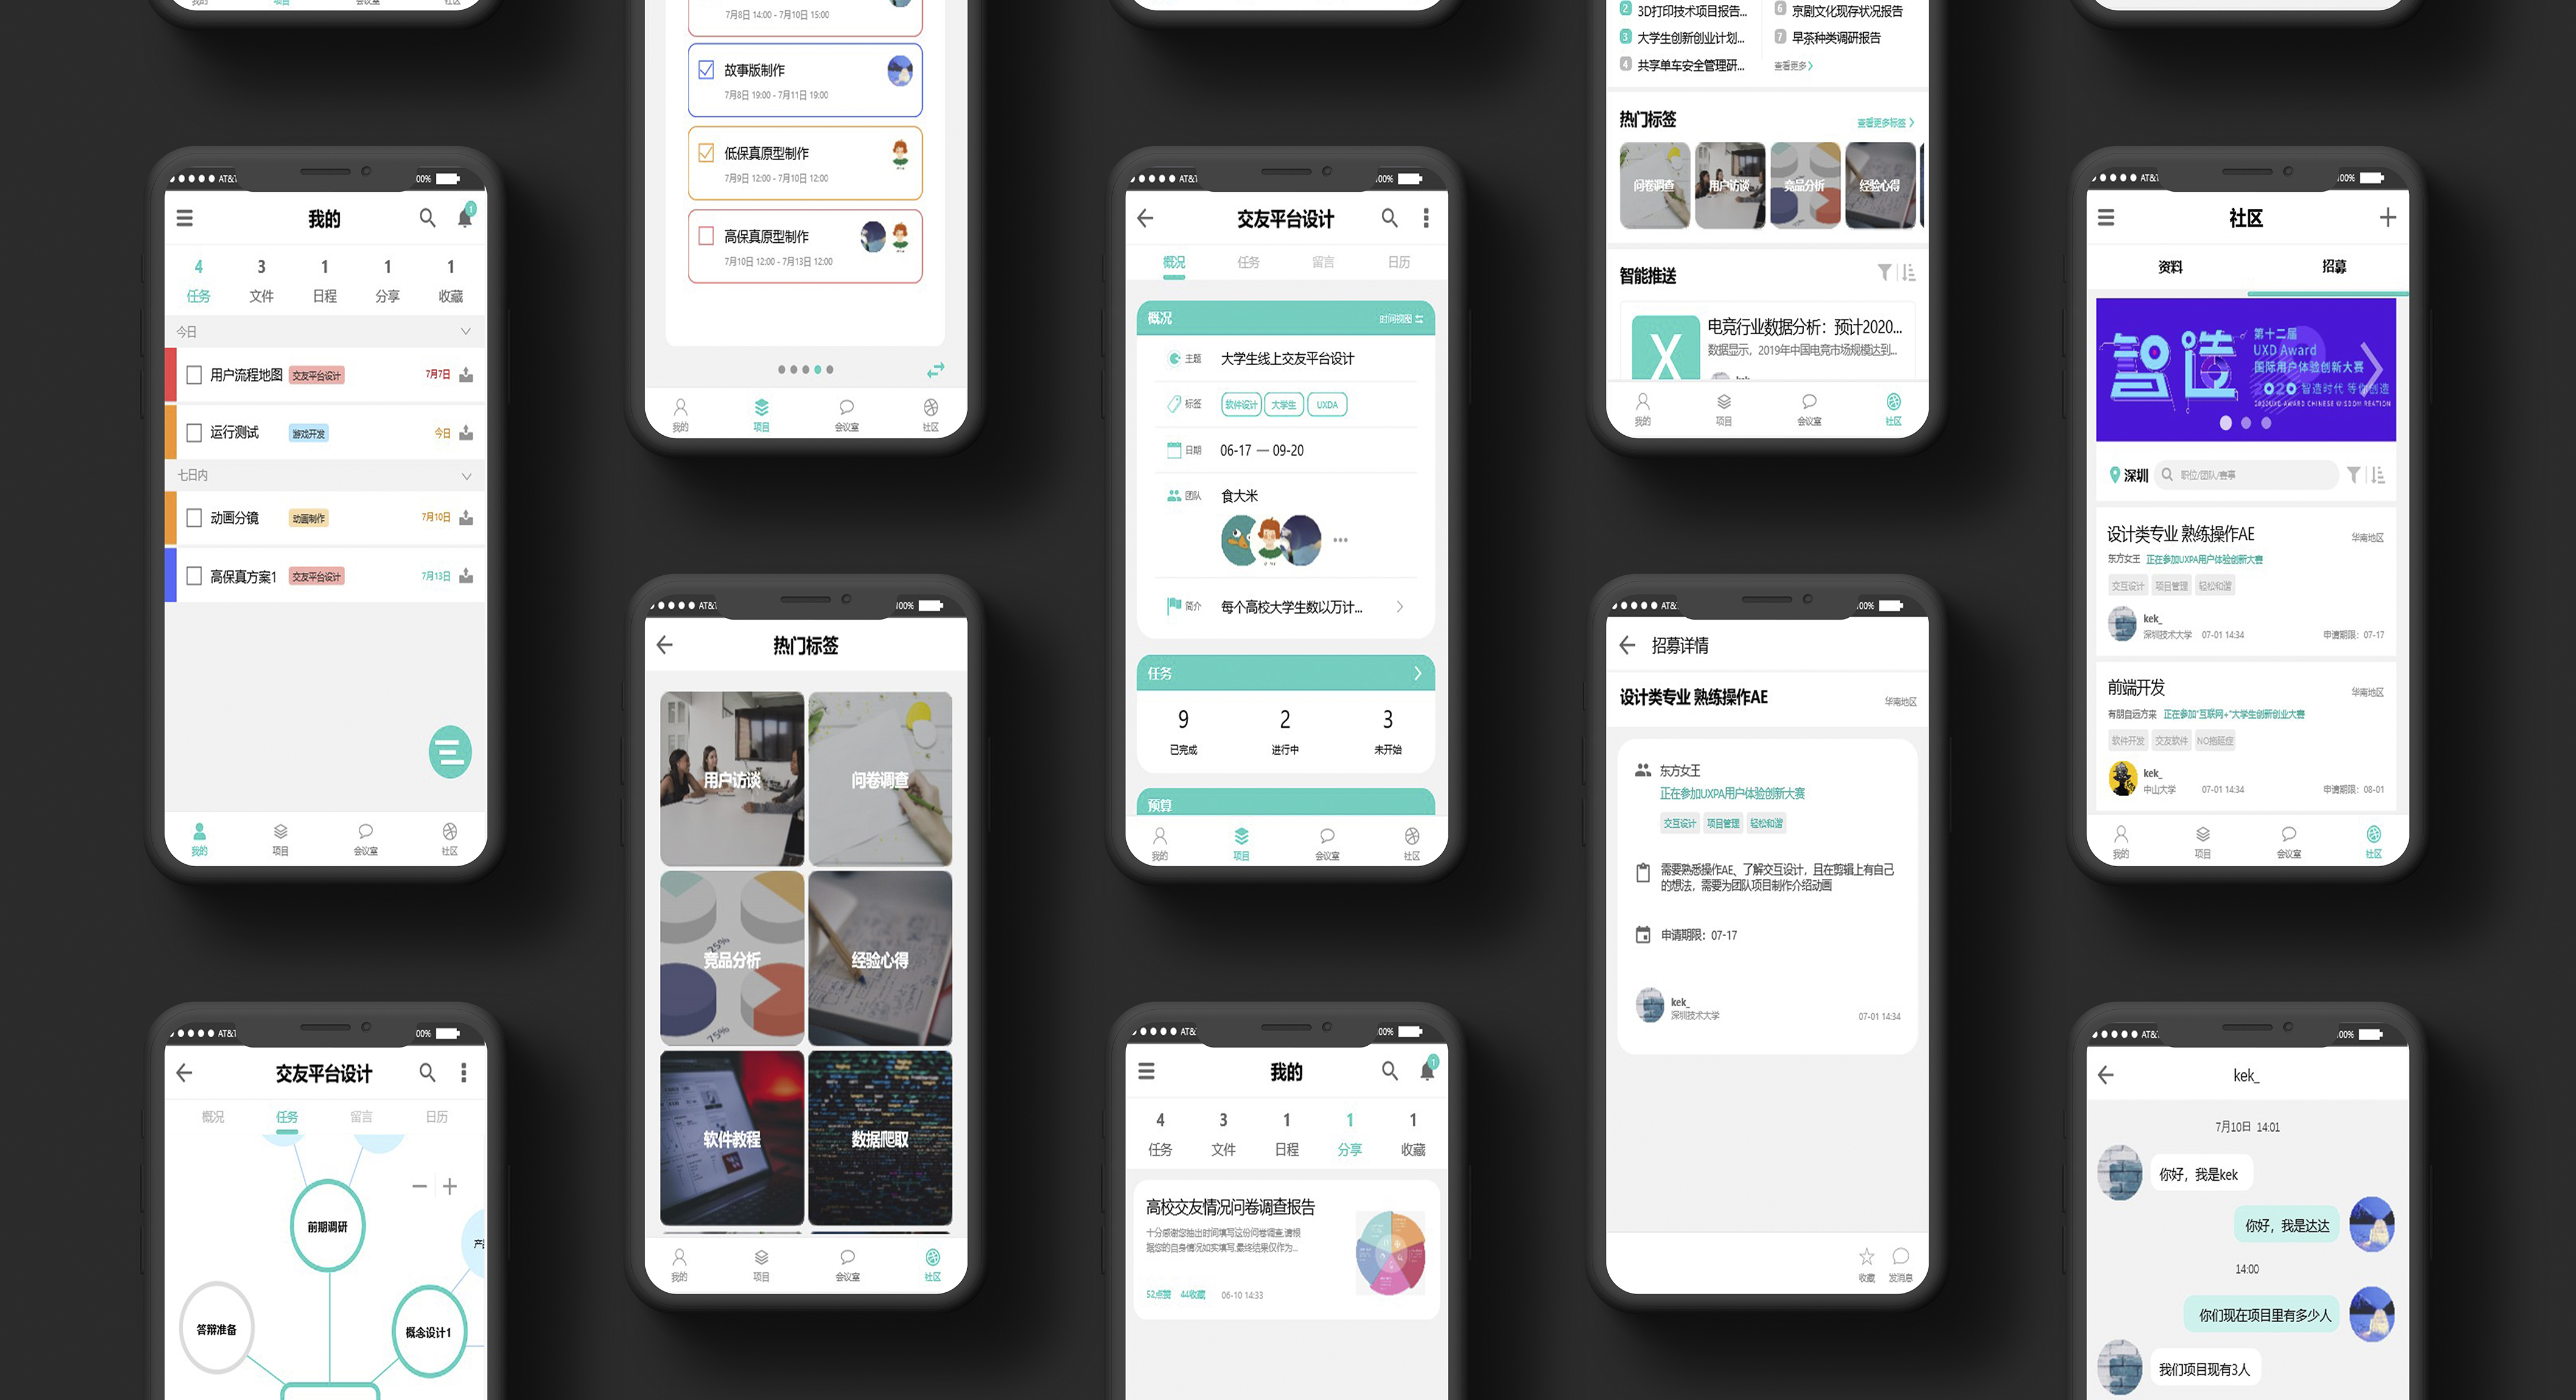 我的
项目
会议室
社区
AT&T
00%
我的
1
4
3
1
1
1
任务
文件
日程
分享
收藏
今日
用户流程地图
交友平台设计
7月7日
运行测试
游戏开发
今日
七日内
动画分镜
动画制作
7月10日
高保真方案1
交友平台设计
7月13日
我的
项目
会议室
社区
AT&T
00%
交友平台设计
概况
任务
留言
日历
前期调研
产
答辩准备
概念设计1
7月8日 14:00 - 7月10日 15:00
故事版制作
7月8日 19:00 - 7月11日 19:00
低保真原型制作
7月9日 12:00 - 7月10日 12:00
高保真原型制作
7月10日 12:00 - 7月13日 12:00
我的
项目
会议室
社区
AT&T
100%
热门标签
用户访谈
问卷调查
竞品分析
25%
75%
经验心得
软件教程
数据爬取
我的
项目
会议室
社区
AT&T
100%
交友平台设计
概况
任务
留言
日历
概况
时间视图
主题
大学生线上交友平台设计
标签
软件设计
大学生
UXDA
日期
06-17 — 09-20
团队
食大米
简介
每个高校大学生数以万计...
任务
9
2
3
已完成
进行中
未开始
预算
我的
项目
会议室
社区
AT&T
100%
我的
1
4
3
1
1
1
任务
文件
日程
分享
收藏
高校交友情况问卷调查报告
十分感谢您抽出时间填写这份问卷调查,请根
据您的自身情况如实填写,最终结果仅作为...
52点赞
44收藏
06-10 14:33
2
3D打印技术项目报告...
6
京剧文化现存状况报告
3
大学生创新创业计划...
7
早茶种类调研报告
4
共享单车安全管理研...
查看更多
热门标签
查看更多标签
问卷调查
用户访谈
竞品分析
经验心得
智能推送
X
电竞行业数据分析：预计2020...
数据显示，2019年中国电竞市场规模达到...
kek_
我的
项目
会议室
社区
AT&T
00%
招募详情
设计类专业 熟练操作AE
华南地区
东方女王
正在参加UXPA用户体验创新大赛
交互设计
项目管理
轻松和谐
需要熟悉操作AE、了解交互设计，且在剪辑上有自己
的想法，需要为团队项目制作介绍动画
申请期限：07-17
kek_
深圳技术大学
07-01 14:34
收藏
发消息
AT&T
100%
社区
资料
招募
智造
第十二届
UXD Award
国际用户体验创新大赛
2020 智造时代 等你创造
深圳
职位/团队/赛事
设计类专业 熟练操作AE
华南地区
东方女王
正在参加UXPA用户体验创新大赛
交互设计
项目管理
轻松和谐
kek_
深圳技术大学
07-01 14:34
申请期限：07-17
前端开发
华南地区
有朋自远方来
正在参加"互联网+"大学生创新创业大赛
软件开发
交友软件
NO拖延症
kek_
中山大学
07-01 14:34
申请期限：08-01
我的
项目
会议室
社区
AT&T
00%
kek_
7月10日 14:01
你好，我是kek
你好，我是达达
14:00
你们现在项目里有多少人
我们项目现有3人